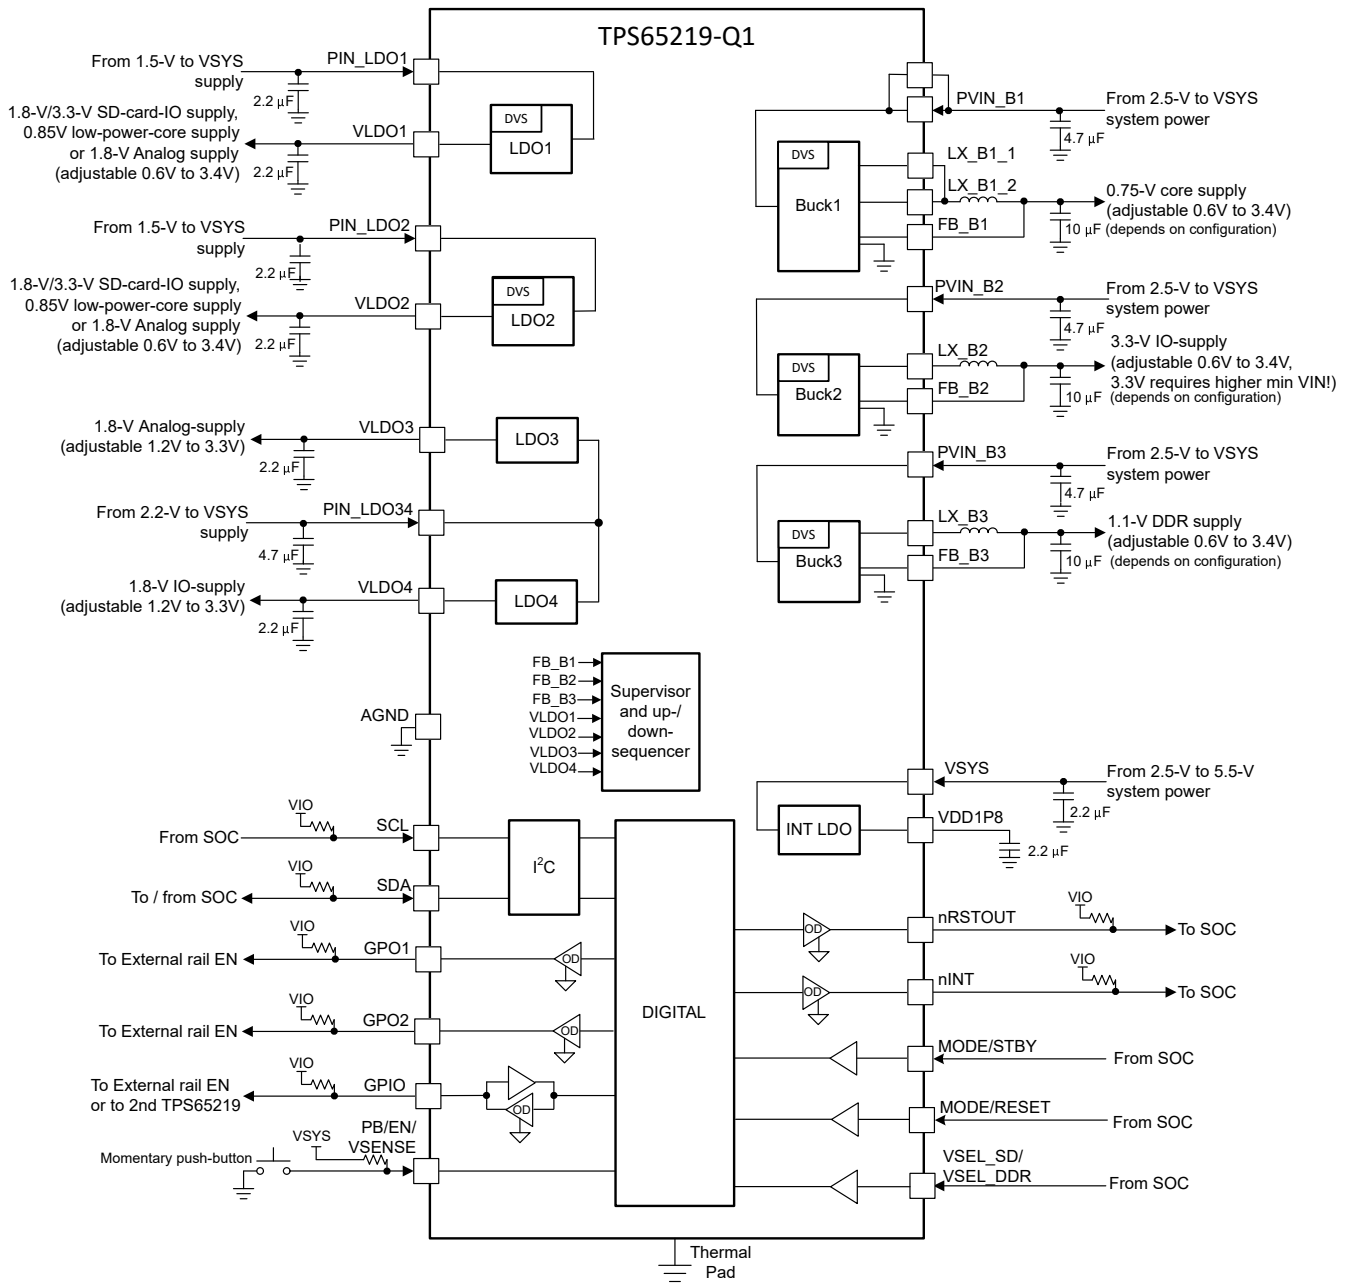 TPS65219-Q1
From 1.5-V to VSYS
supply
PIN_LDO1
2.2 μF
1.8-V/3.3-V SD-card-IO supply,
0.85V low-power-core supply
or 1.8-V Analog supply
(adjustable 0.6V to 3.4V)
VLDO1
2.2 μF
DVS
LDO1
From 1.5-V to VSYS
supply
PIN_LDO2
2.2 μF
1.8-V/3.3-V SD-card-IO supply,
0.85V low-power-core supply
or 1.8-V Analog supply
(adjustable 0.6V to 3.4V)
VLDO2
2.2 μF
DVS
LDO2
1.8-V Analog-supply
(adjustable 1.2V to 3.3V)
VLDO3
2.2 μF
LDO3
From 2.2-V to VSYS
supply
PIN_LDO34
4.7 μF
1.8-V IO-supply
(adjustable 1.2V to 3.3V)
VLDO4
2.2 μF
LDO4
PVIN_B1
From 2.5-V to VSYS
system power
4.7 μF
DVS
Buck1
LX_B1_1
LX_B1_2
FB_B1
10 μF
0.75-V core supply
(adjustable 0.6V to 3.4V)
(depends on configuration)
PVIN_B2
From 2.5-V to VSYS
system power
4.7 μF
DVS
Buck2
LX_B2
FB_B2
10 μF
3.3-V IO-supply
(adjustable 0.6V to 3.4V,
3.3V requires higher min VIN!)
(depends on configuration)
PVIN_B3
From 2.5-V to VSYS
system power
4.7 μF
DVS
Buck3
LX_B3
FB_B3
10 μF
1.1-V DDR supply
(adjustable 0.6V to 3.4V)
(depends on configuration)
FB_B1
FB_B2
FB_B3
VLDO1
VLDO2
VLDO3
VLDO4
Supervisor
and up-/
down-
sequencer
AGND
VSYS
From 2.5-V to 5.5-V
system power
2.2 μF
INT LDO
VDD1P8
2.2 μF
From SOC
VIO
SCL
I²C
To / from SOC
VIO
SDA
To External rail EN
VIO
GPO1
OD
To External rail EN
VIO
GPO2
OD
To External rail EN
or to 2nd TPS65219
VIO
GPIO
OD
Momentary push-button
VSYS
PB/EN/
VSENSE
DIGITAL
OD
nRSTOUT
VIO
To SOC
OD
nINT
VIO
To SOC
MODE/STBY
From SOC
MODE/RESET
From SOC
VSEL_SD/
VSEL_DDR
From SOC
Thermal
Pad